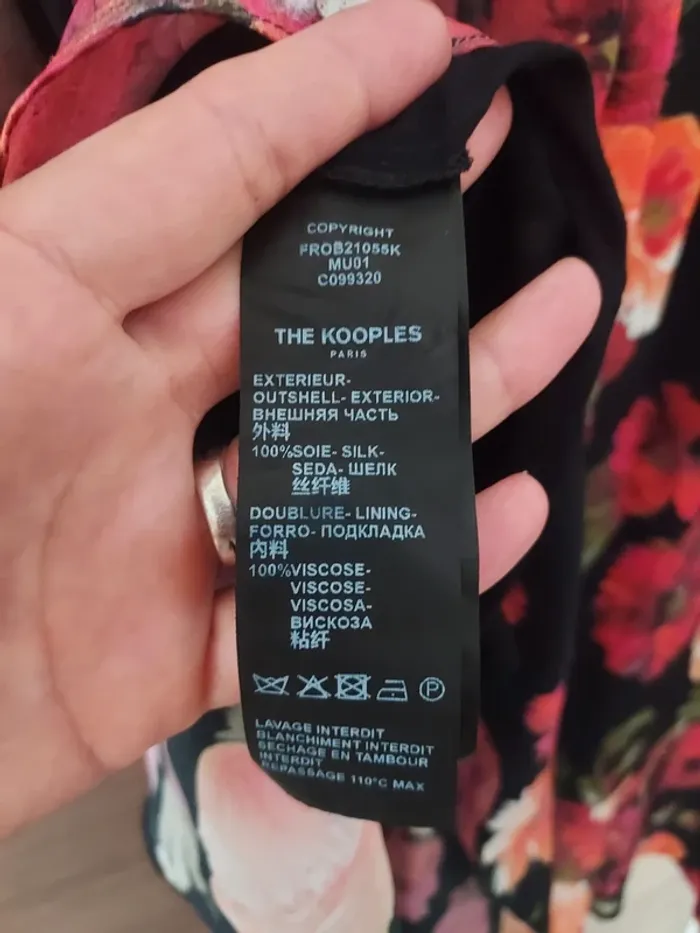 COPYRIGHT
FROB21055K
MU01
C099320
THE KOOPLES
PARIS
EXTERIEUR-
OUTSHELL- EXTERIOR-
ВНЕШНЯЯ ЧАСТЬ
外料
100%SOIE- SILK-
SEDA- ШЕЛК
丝纤维
DOUBLURE- LINING-
FORRO- ПОДКЛАДКА
内料
100%VISCOSE-
VISCOSE-
VISCOSA-
ВИСКОЗА
粘纤
P
LAVAGE INTERDIT
BLANCHIMENT INTERDIT
SECHAGE EN TAMBOUR
INTERDIT
REPASSAGE 110°C MAX